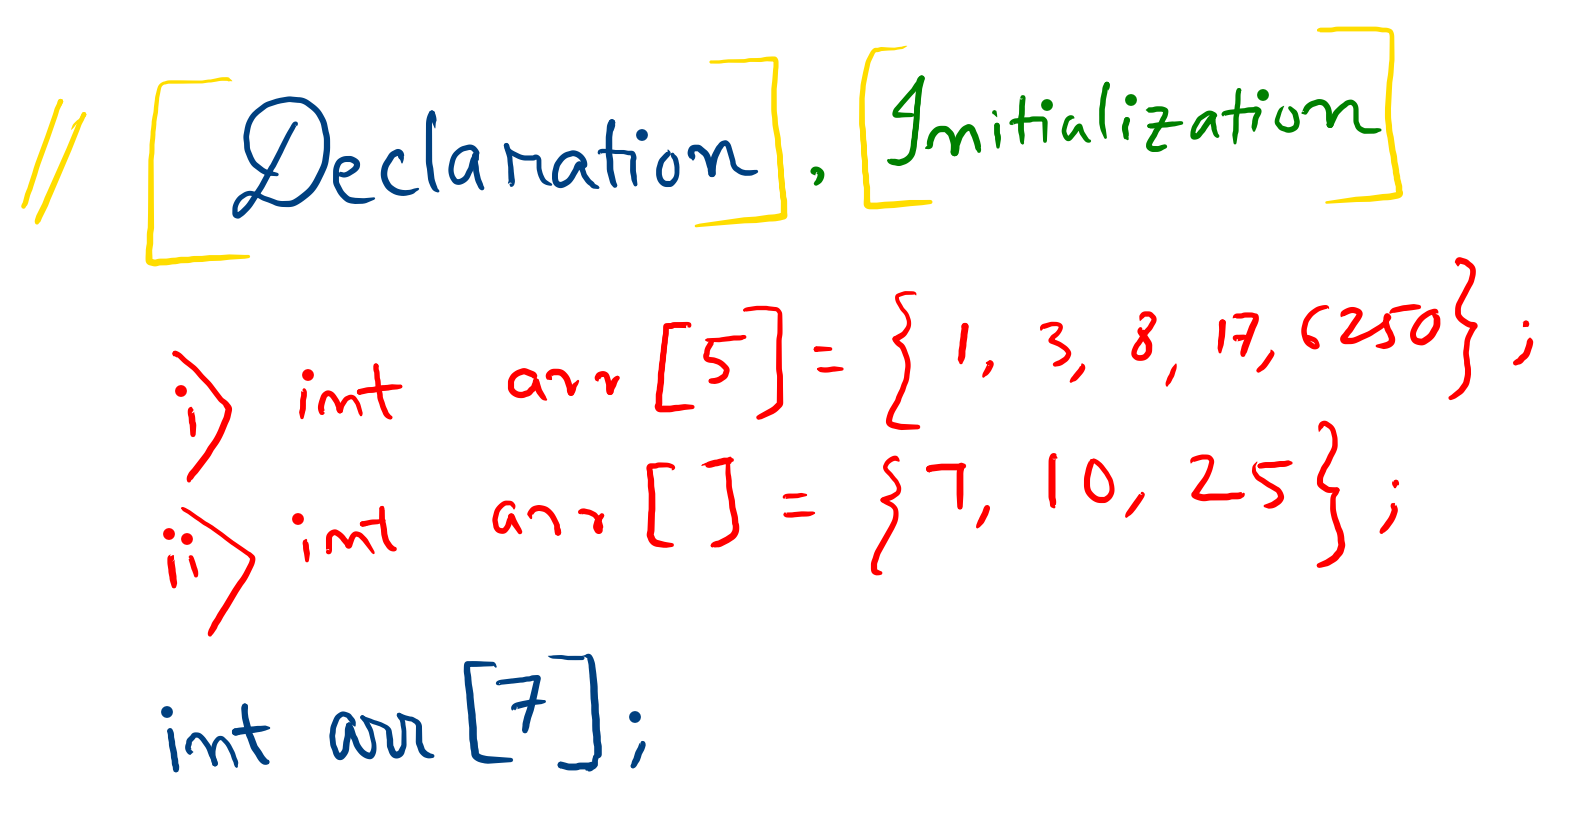 // [Declaration], [Initialization]
i> int arr [5] = {1, 3, 8, 17, 6250};
ii> int arr [] = {7, 10, 25};
int arr [7];